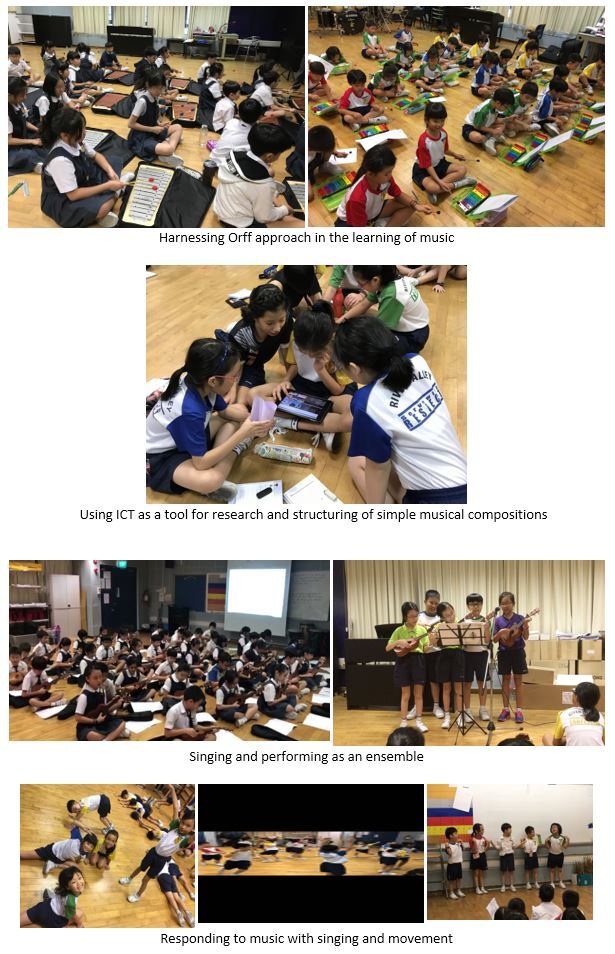 Harnessing Orff approach in the learning of music
RESPECT
Using ICT as a tool for research and structuring of simple musical compositions
Singing and performing as an ensemble
Responding to music with singing and movement